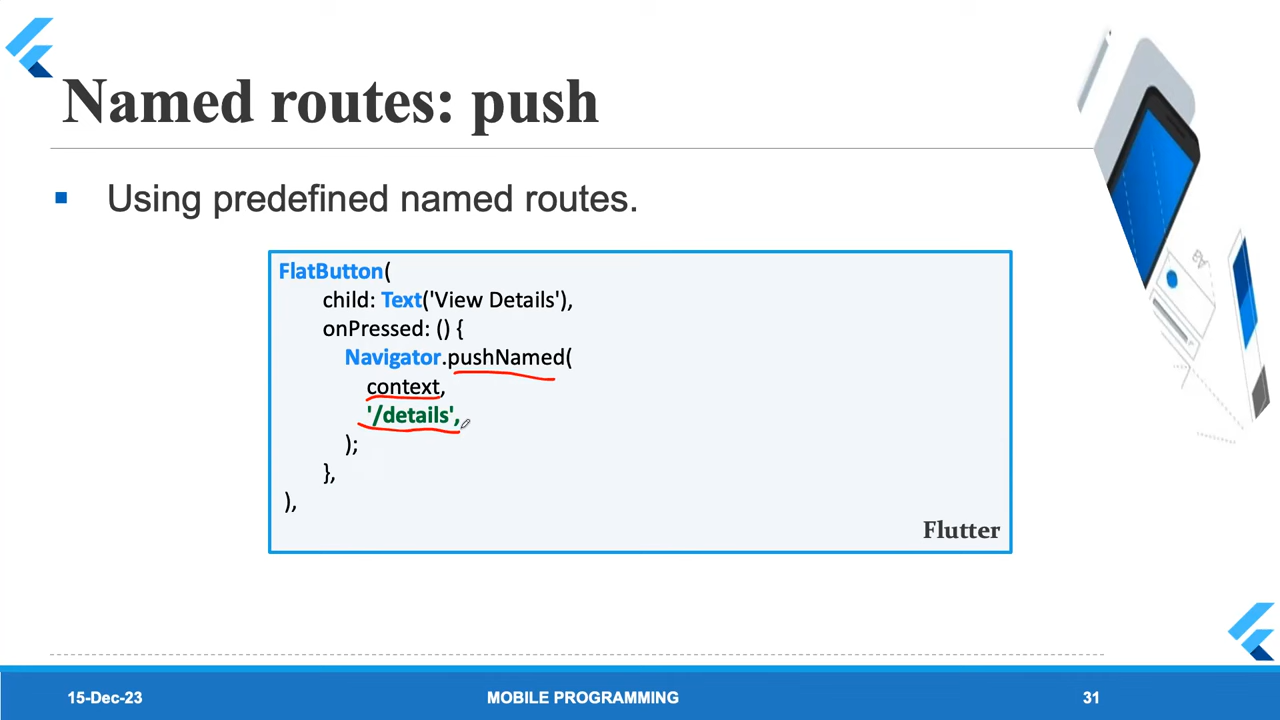 Named routes: push
Using predefined named routes.
FlatButton(
child: Text('View Details'),
onPressed: () {
Navigator.pushNamed(
context,
'/details',
);
},
),
Flutter
Aa
15-Dec-23
MOBILE PROGRAMMING
31